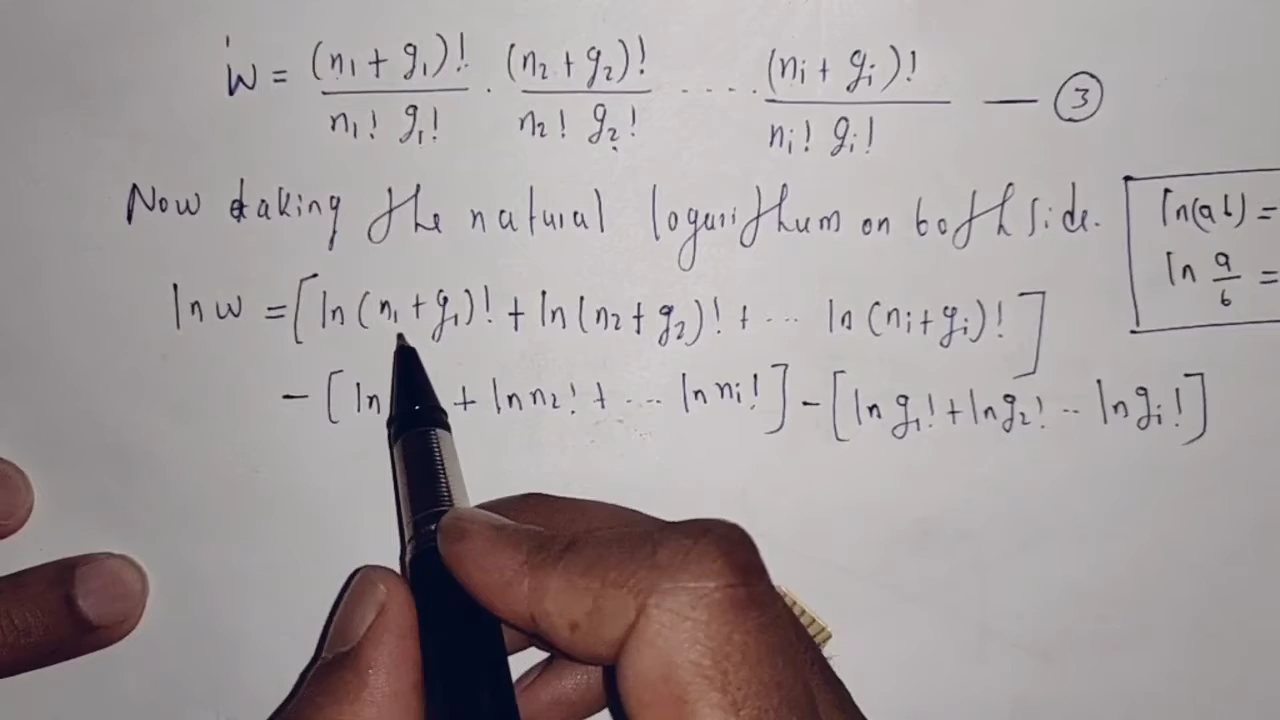 W = (n₁ + g₁)! / n₁! g₁! · (n₂ + g₂)! / n₂! g₂! ..... (nᵢ + gᵢ)! / nᵢ! gᵢ! — ③
Now taking the natural logarithum on both side.
ln(ab) =
ln a/b =
ln w = [ln (n₁ + g₁)! + ln (n₂ + g₂)! + ... ln (nᵢ + gᵢ)!]
- [ln + ln n₂! + ... ln nᵢ!] - [ln g₁! + ln g₂! .. ln gᵢ!]